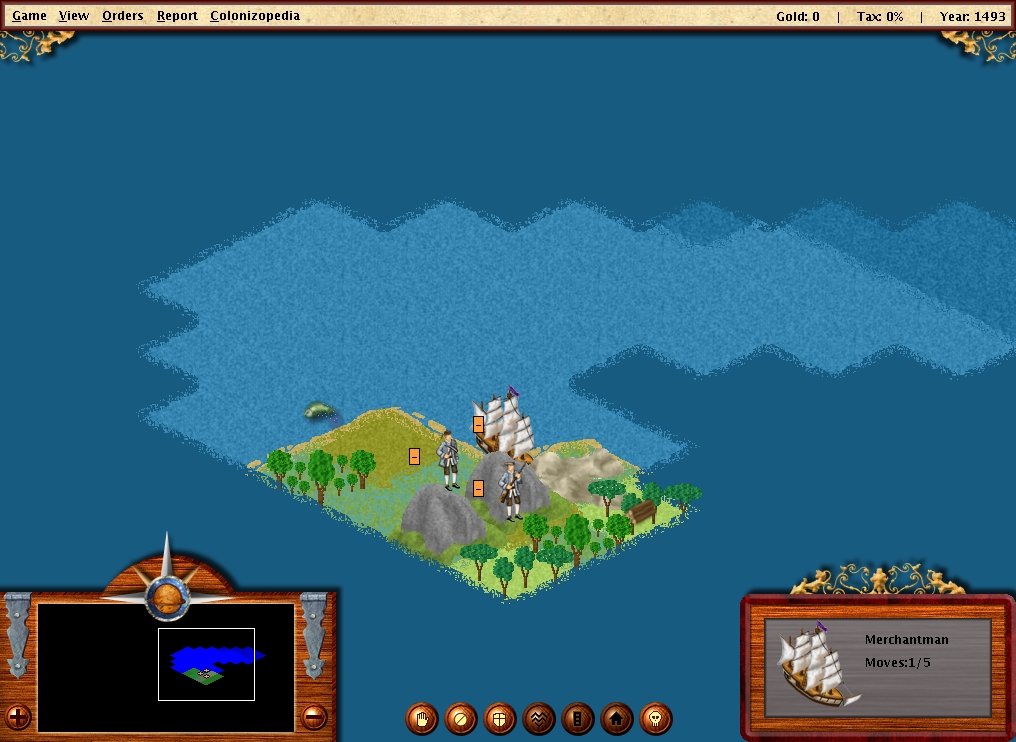 Game View Orders Report Colonizopedia Gold: 0 | Tax: 0% | Year: 1493
-
-
-
Merchantman
Moves:1/5